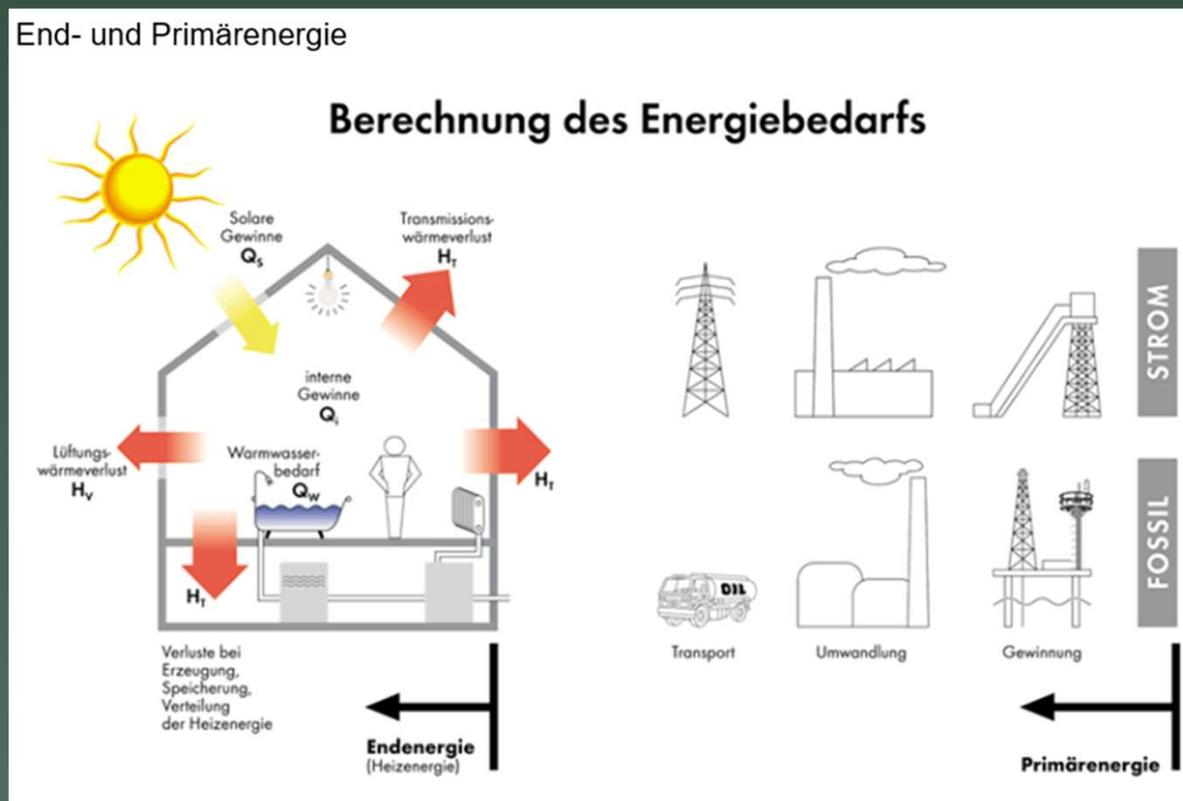 End- und Primärenergie
Berechnung des Energiebedarfs
Solare
Gewinne
Qs
Transmissions-
wärmeverlust
HT
interne
Gewinne
Qi
Lüftungs-
wärmeverlust
HV
Warmwasser-
bedarf
QW
HT
HT
STROM
FOSSIL
OIL
Transport
Umwandlung
Gewinnung
Verluste bei
Erzeugung,
Speicherung,
Verteilung
der Heizenergie
Endenergie
(Heizenergie)
Primärenergie